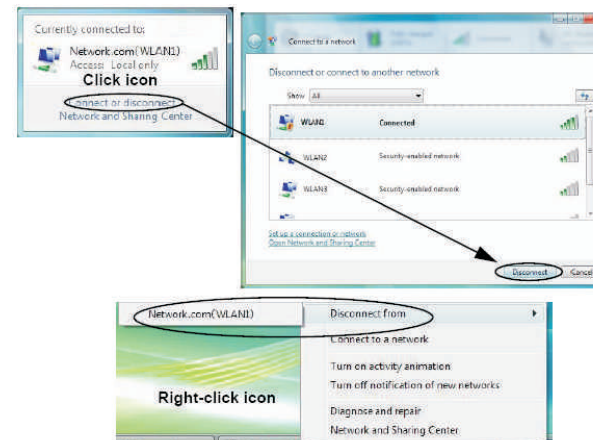 Currently connected to:
Network.com(WLAN1)
Access: Local only
Click icon
Connect or disconnect
Network and Sharing Center
Connect to a network
Disconnect or connect to another network
Show All
WLAN1 Connected
WLAN2 Security-enabled network
WLAN3 Security-enabled network
Set up a connection or network
Open Network and Sharing Center
Disconnect Cancel
Network.com(WLAN1) Disconnect from
Connect to a network
Turn on activity animation
Turn off notification of new networks
Right-click icon
Diagnose and repair
Network and Sharing Center